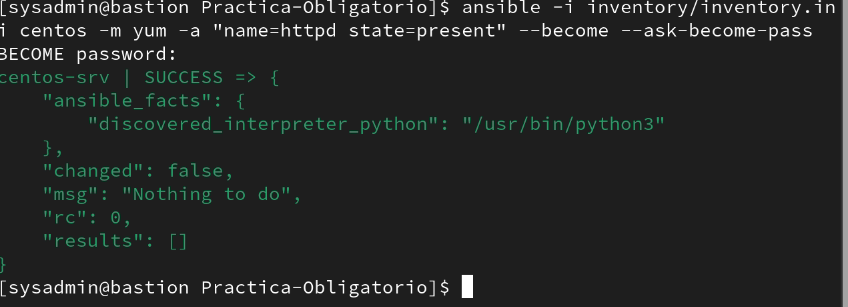 [sysadmin@bastion Practica-Obligatorio]$ ansible -i inventory/inventory.in
i centos -m yum -a "name=httpd state=present" --become --ask-become-pass
BECOME password:
centos-srv | SUCCESS => {
    "ansible_facts": {
        "discovered_interpreter_python": "/usr/bin/python3"
    },
    "changed": false,
    "msg": "Nothing to do",
    "rc": 0,
    "results": []
}
[sysadmin@bastion Practica-Obligatorio]$